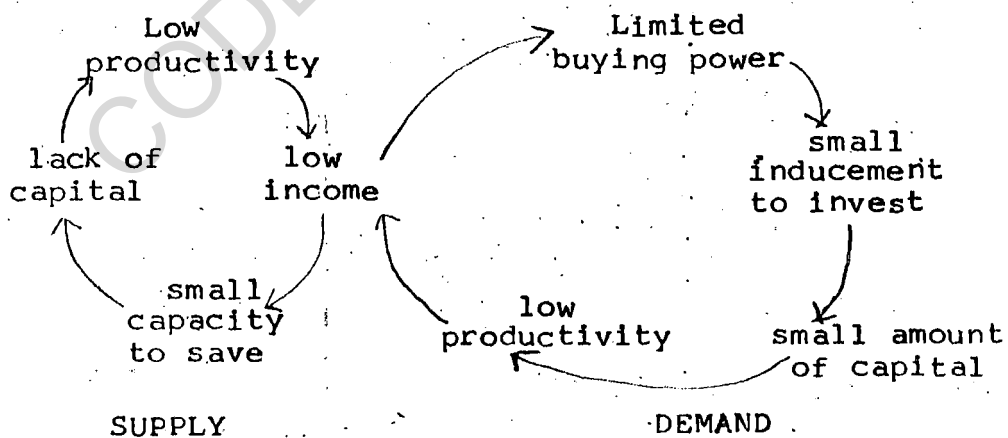 Low
productivity
lack of
capital
low
income
small
capacity
to save
SUPPLY
Limited
buying power
small
inducement
to invest
small amount
of capital
low
productivity
DEMAND
COD